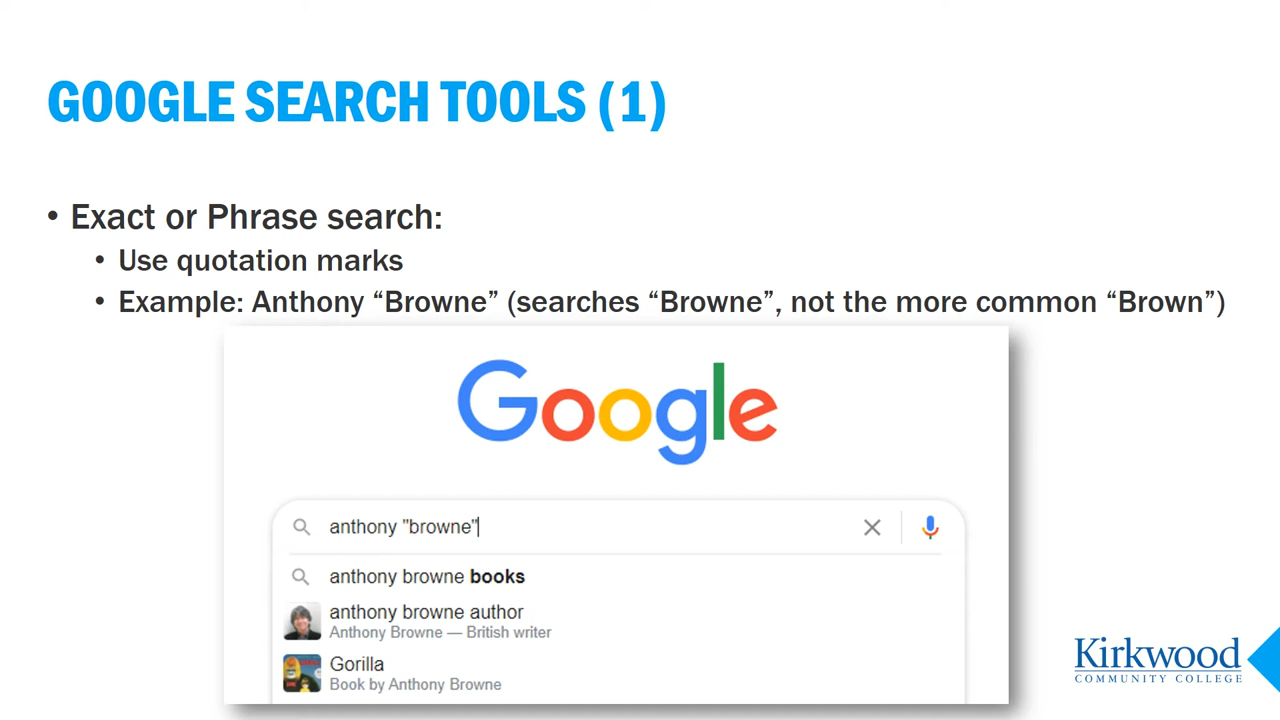 GOOGLE SEARCH TOOLS (1)
• Exact or Phrase search:
• Use quotation marks
• Example: Anthony “Browne” (searches “Browne”, not the more common “Brown”)
Google
anthony "browne"
anthony browne books
anthony browne author
Anthony Browne — British writer
Gorilla
Book by Anthony Browne
Kirkwood
COMMUNITY COLLEGE